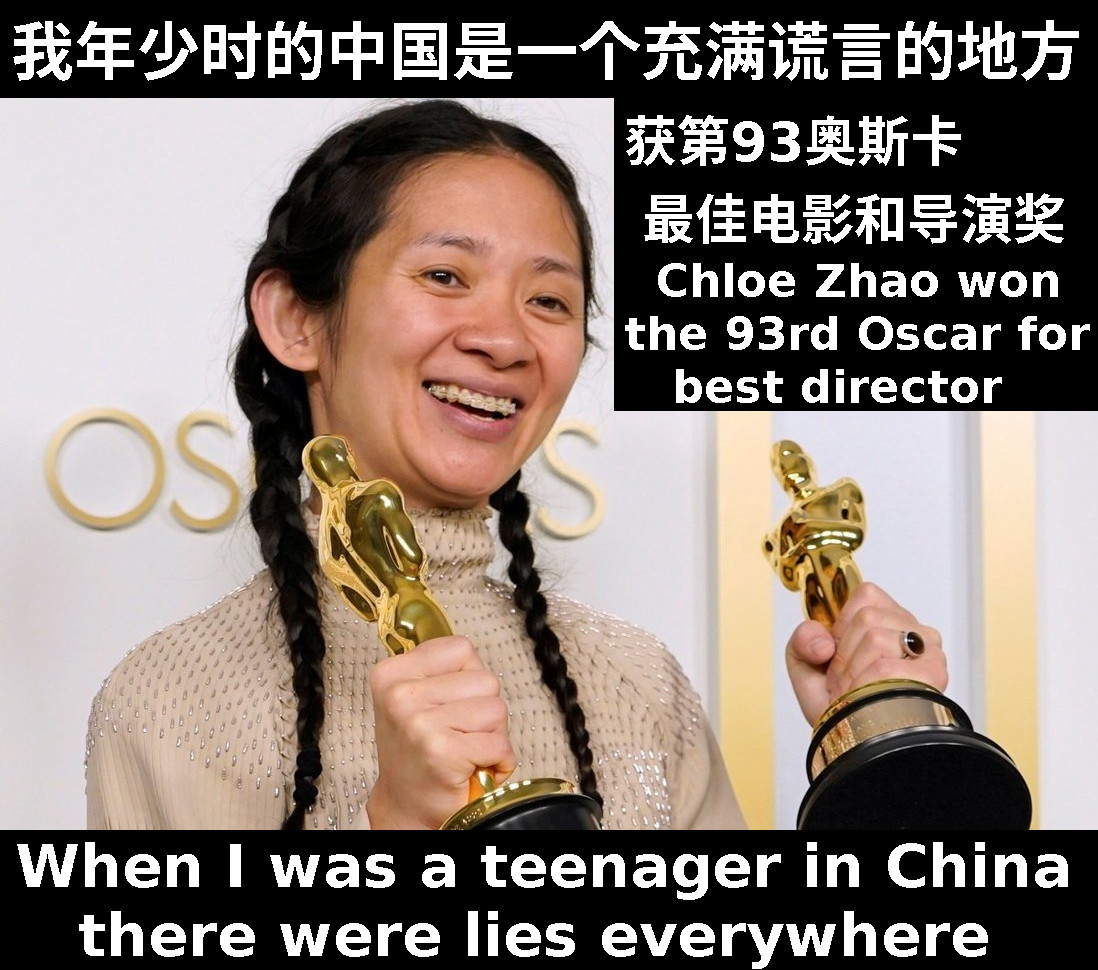 我年少时的中国是一个充满谎言的地方
获第93奥斯卡
最佳电影和导演奖
Chloe Zhao won
the 93rd Oscar for
best director
OS S
When I was a teenager in China
there were lies everywhere